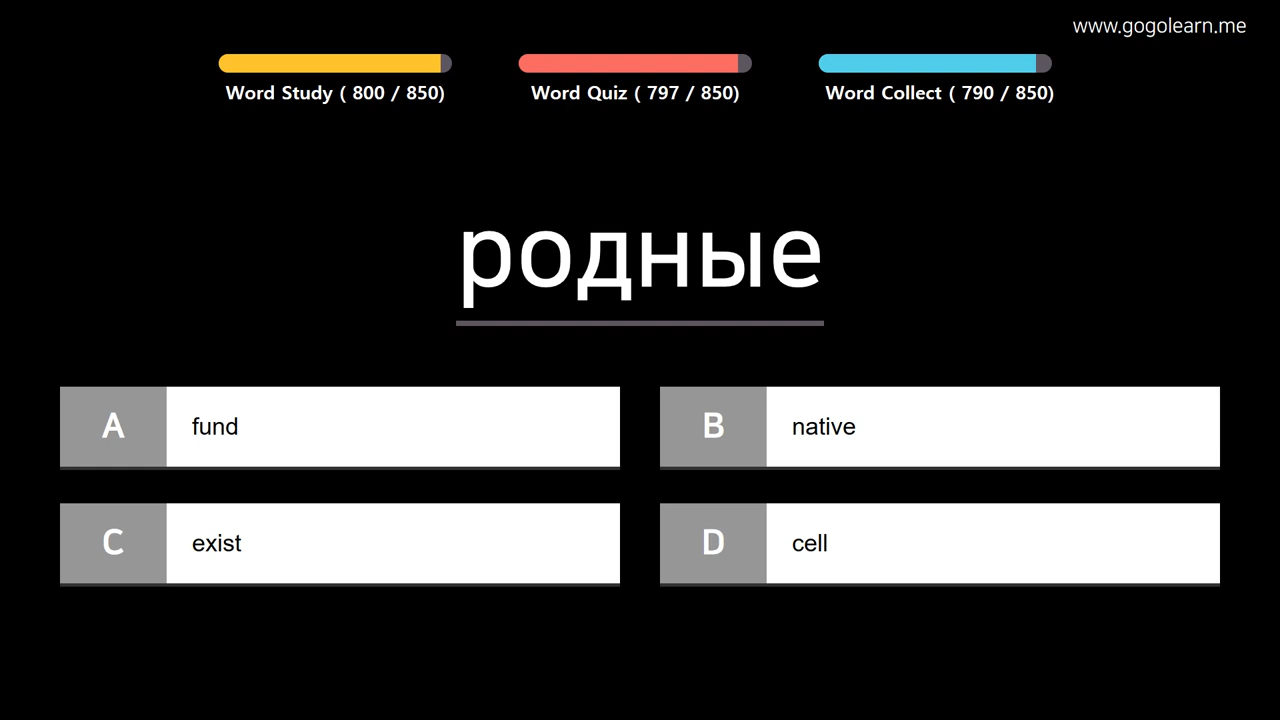 www.gogolearn.me
Word Study ( 800 / 850)
Word Quiz ( 797 / 850)
Word Collect ( 790 / 850)
родные
A fund
B native
C exist
D cell